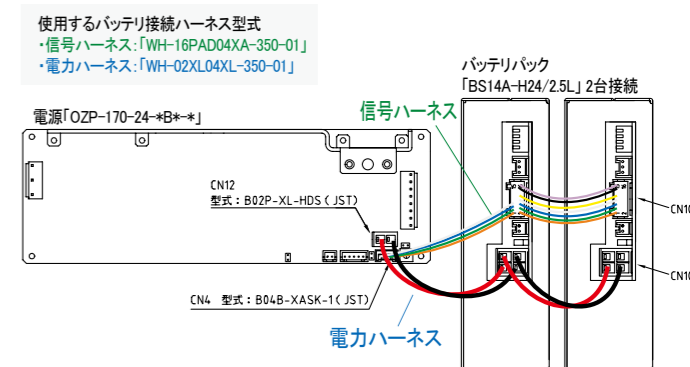 使用するバッテリ接続ハーネス型式
・信号ハーネス:「WH-16PAD04XA-350-01」
・電力ハーネス:「WH-02XL04XL-350-01」
バッテリパック
「BS14A-H24/2.5L」 2台接続
電源「OZP-170-24-*B*-*」
信号ハーネス
CN12
型式:B02P-XL-HDS(JST)
CN10
CN10
CN4 型式:B04B-XASK-1(JST)
電力ハーネス